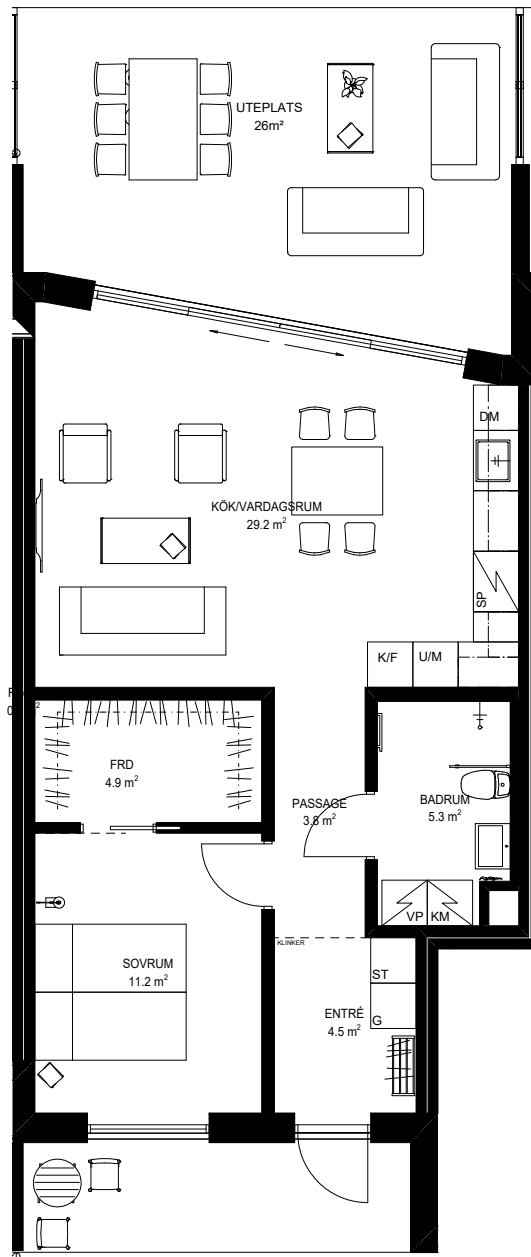 UTEPLATS
26m²
DM
KÖK/VARDAGSRUM
29.2 m²
SP
K/F
U/M
FRD
4.9 m²
PASSAGE
3.8 m²
BADRUM
5.3 m²
VP
KM
KLINKER
SOVRUM
11.2 m²
ST
G
ENTRÉ
4.5 m²